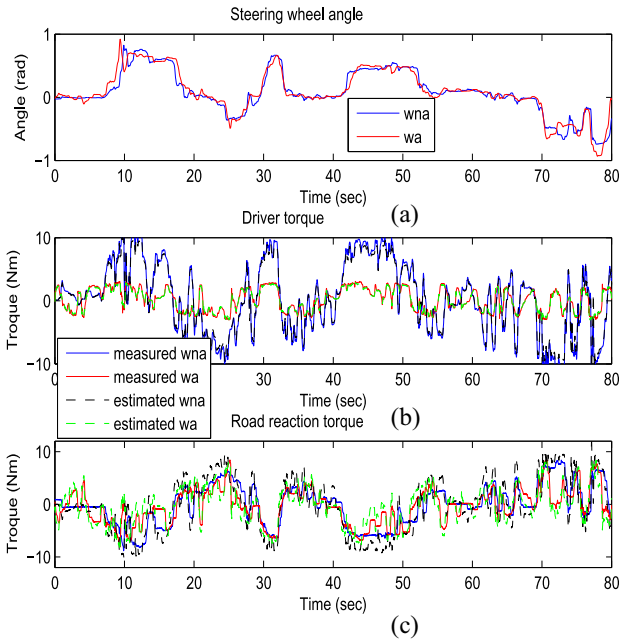 Steering wheel angle
1
0
−1
Angle (rad)
wna
wa
0 10 20 30 40 50 60 70 80
Time (sec)
(a)
Driver torque
10
0
−10
Troque (Nm)
measured wna
measured wa
estimated wna
estimated wa
0 10 20 30 40 50 60 70 80
Time (sec)
(b)
Road reaction torque
10
0
−10
Troque (Nm)
0 10 20 30 40 50 60 70 80
Time (sec)
(c)